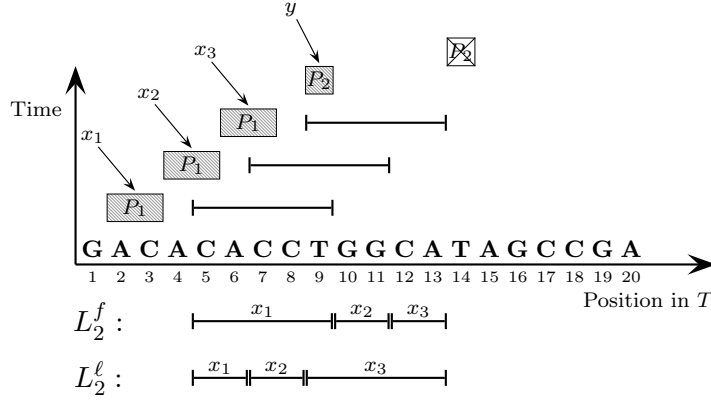 y
P₂
x₃
P₂
x₂
Time
P₁
x₁
P₁
P₁
G A C A C A C C T G G C A T A G C C G A
1 2 3 4 5 6 7 8 9 10 11 12 13 14 15 16 17 18 19 20
Position in T
L₂ᶠ : x₁ x₂ x₃
L₂ˡ : x₁ x₂ x₃